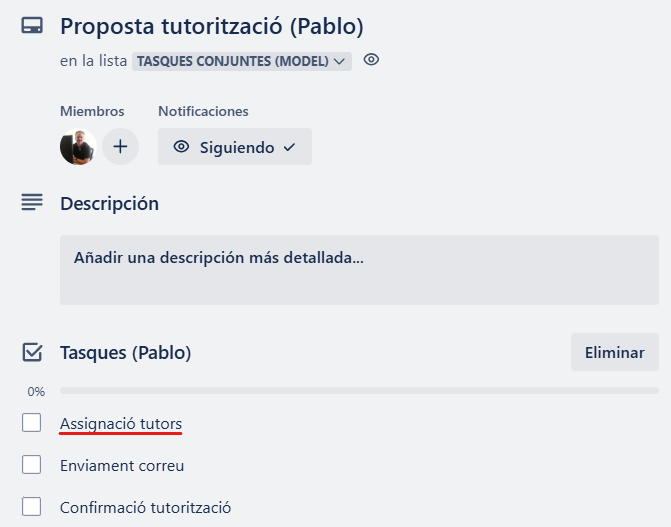 Proposta tutorització (Pablo)
en la lista TASQUES CONJUNTES (MODEL)
Miembros Notificaciones
Siguiendo
Descripción
Añadir una descripción más detallada...
Tasques (Pablo) Eliminar
0%
Assignació tutors
Enviament correu
Confirmació tutorització